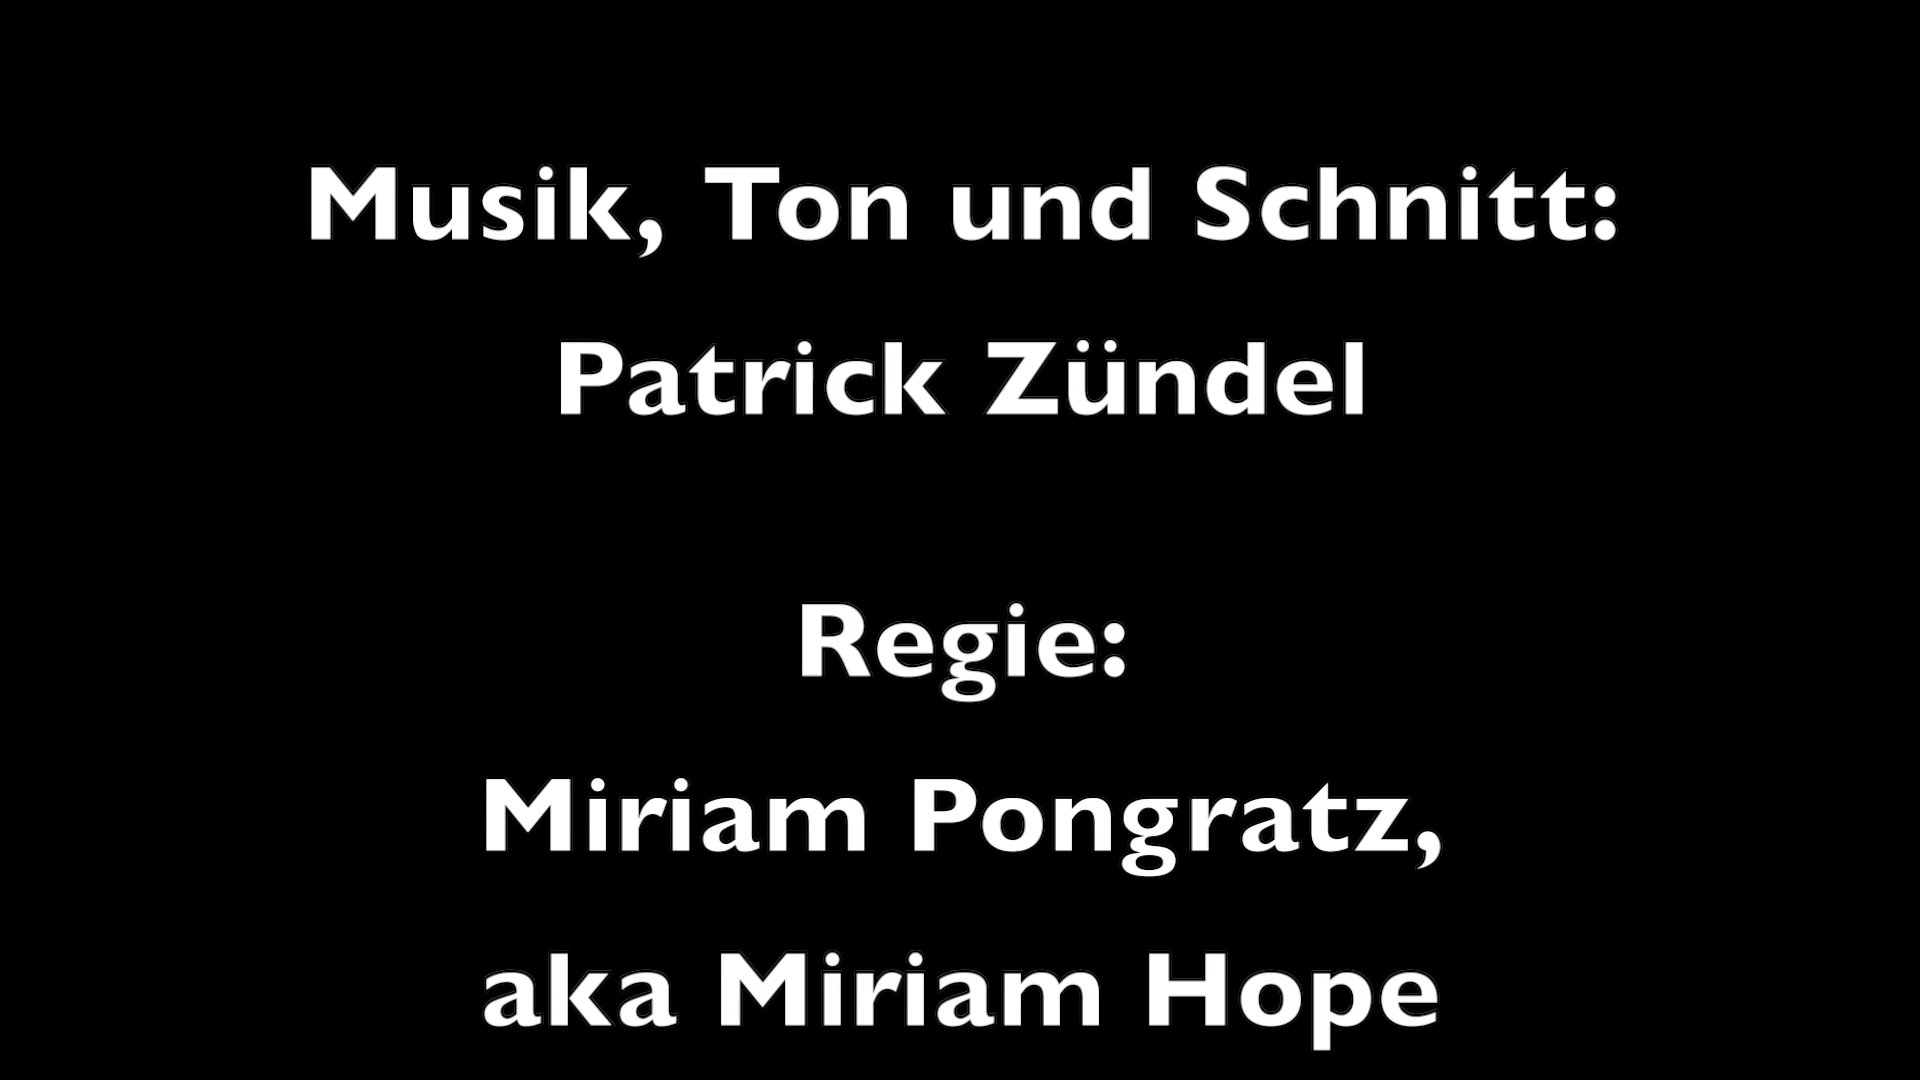 Musik, Ton und Schnitt:
Patrick Zündel
Regie:
Miriam Pongratz,
aka Miriam Hope